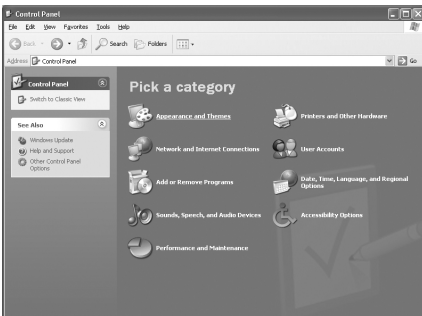 Control Panel
File Edit View Favorites Tools Help
Back Search Folders
Address Control Panel Go
Control Panel
Switch to Classic View
See Also
Windows Update
Help and Support
Other Control Panel
Options
Pick a category
Appearance and Themes
Printers and Other Hardware
Network and Internet Connections
User Accounts
Add or Remove Programs
Date, Time, Language, and Regional
Options
Sounds, Speech, and Audio Devices
Accessibility Options
Performance and Maintenance